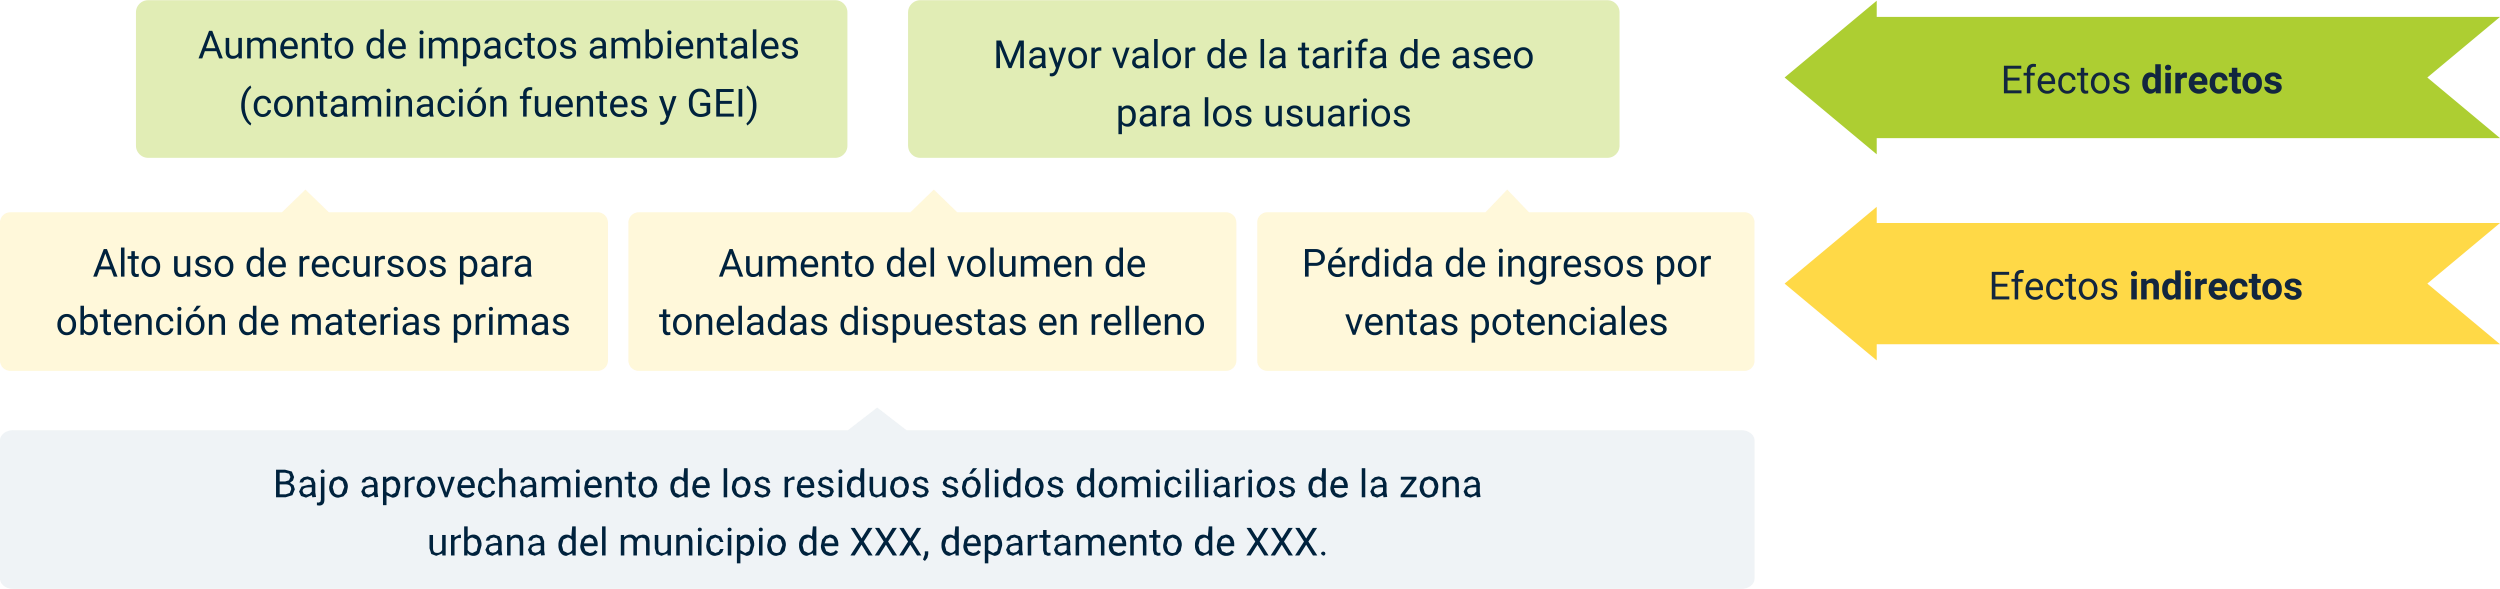 Aumento de impactos ambientales
(contaminación fuentes y GEI)
Mayor valor de la tarifa de aseo
para los usuarios
Efectos directos
Alto uso de recursos para
obtención de materias primas
Aumento del volumen de
toneladas dispuestas en relleno
Pérdida de ingresos por
ventas potenciales
Efectos indirectos
Bajo aprovechamiento de los residuos sólidos domiciliarios de la zona
urbana del municipio de XXX, departamento de XXX.